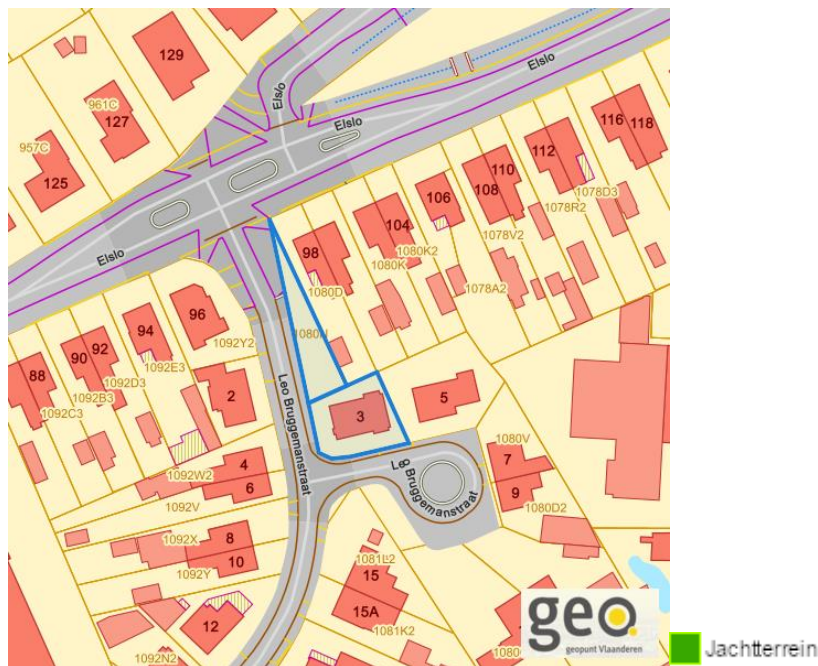 129
Elslo
Elslo
961C
127
Elslo
116
118
957C
125
112
110
108
1078D3
106
1078R2
104
98
1080K2
1078V2
1080K
Elslo
1080D
1078A2
96
94
1092Y2
92
90
1092E3
88
1092D3
1092B3
1092C3
2
Leo Bruggemanstraat
3
5
1080V
7
4
1092W2
6
Leo Bruggemanstraat
9
1092V
1080D2
8
1092X
10
1092Y
1081L2
15
15A
12
1081K2
1092N2
geo
geopunt Vlaanderen
Jachtterrein